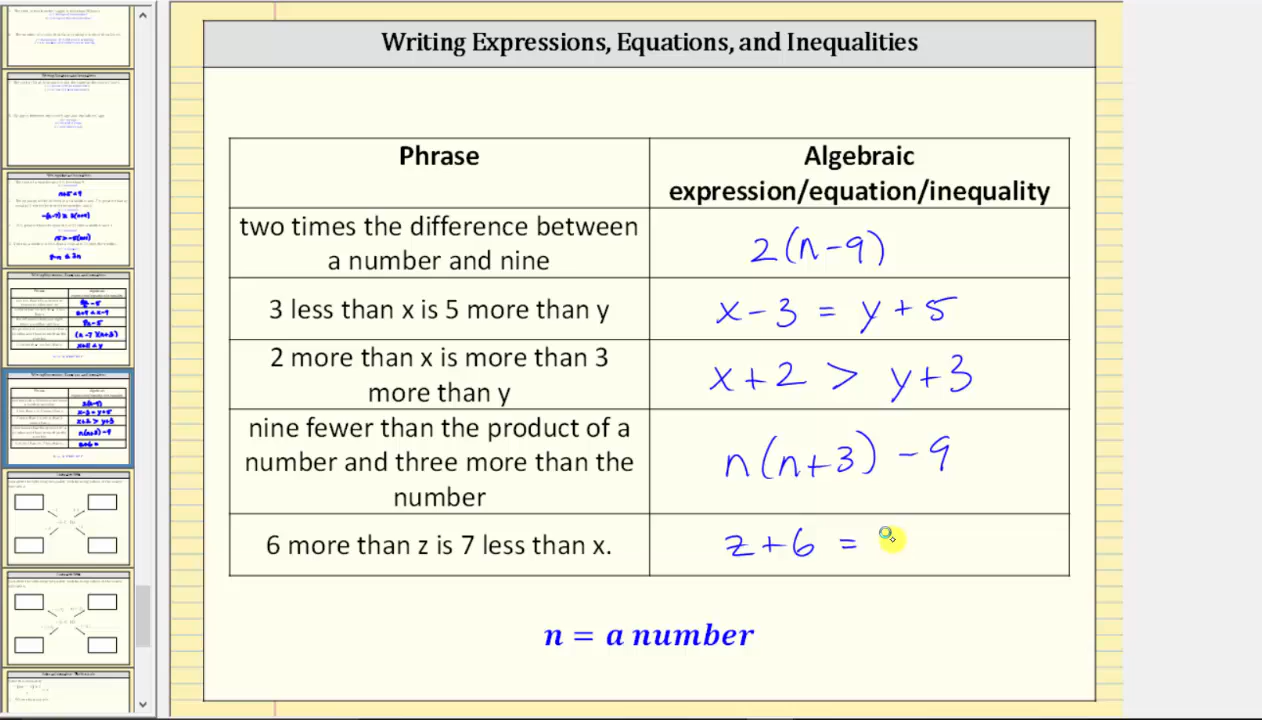 Writing Expressions, Equations, and Inequalities
Phrase
Algebraic
expression/equation/inequality
two times the difference between
a number and nine
2(n-9)
3 less than x is 5 more than y
x-3 = y+5
2 more than x is more than 3
more than y
x+2 > y+3
nine fewer than the product of a
number and three more than the
number
n(n+3) -9
6 more than z is 7 less than x.
z+6 =
n = a number